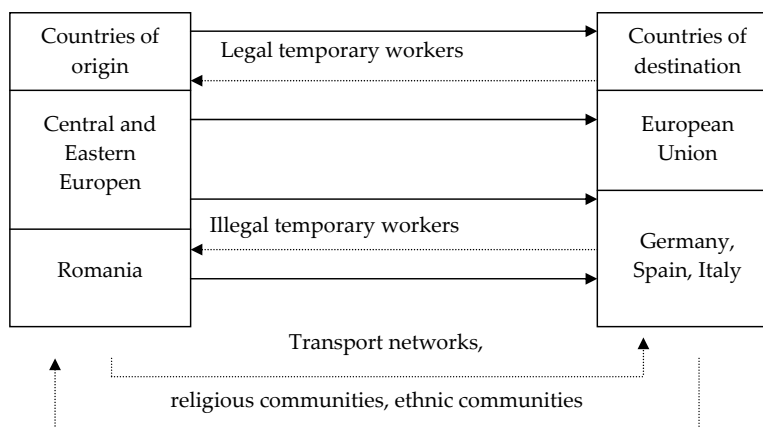 Countries of
origin
Legal temporary workers
Countries of
destination
Central and
Eastern
Europen
European
Union
Illegal temporary workers
Romania
Germany,
Spain, Italy
Transport networks,
religious communities, ethnic communities